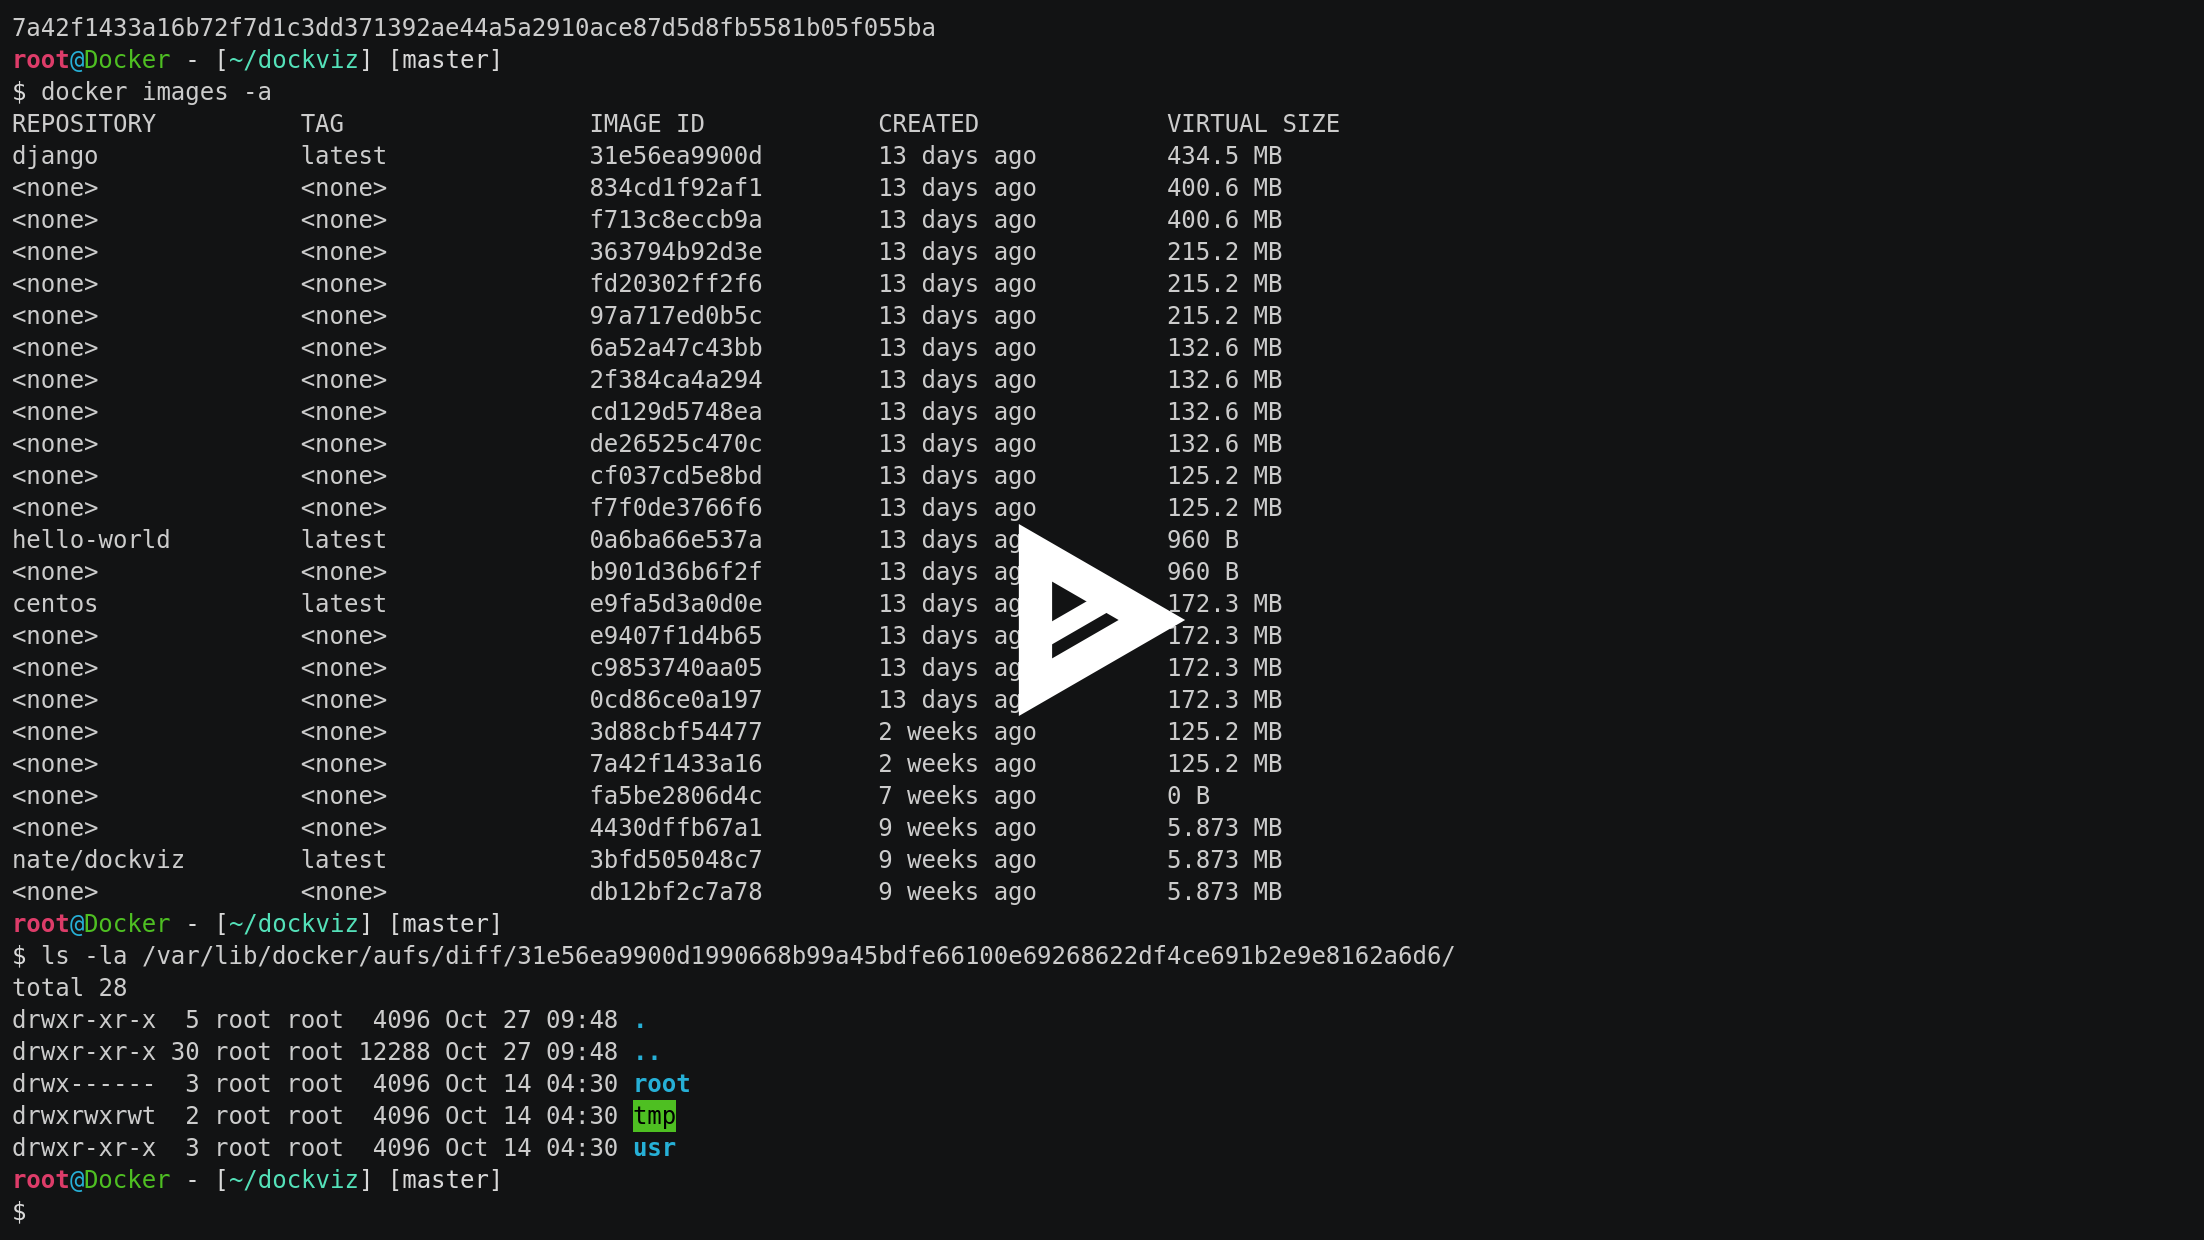 7a42f1433a16b72f7d1c3dd371392ae44a5a2910ace87d5d8fb5581b05f055ba
root@Docker - [~/dockviz] [master]
$ docker images -a
REPOSITORY          TAG                 IMAGE ID            CREATED             VIRTUAL SIZE
django              latest              31e56ea9900d        13 days ago         434.5 MB
<none>              <none>              834cd1f92af1        13 days ago         400.6 MB
<none>              <none>              f713c8eccb9a        13 days ago         400.6 MB
<none>              <none>              363794b92d3e        13 days ago         215.2 MB
<none>              <none>              fd20302ff2f6        13 days ago         215.2 MB
<none>              <none>              97a717ed0b5c        13 days ago         215.2 MB
<none>              <none>              6a52a47c43bb        13 days ago         132.6 MB
<none>              <none>              2f384ca4a294        13 days ago         132.6 MB
<none>              <none>              cd129d5748ea        13 days ago         132.6 MB
<none>              <none>              de26525c470c        13 days ago         132.6 MB
<none>              <none>              cf037cd5e8bd        13 days ago         125.2 MB
<none>              <none>              f7f0de3766f6        13 days ago         125.2 MB
hello-world         latest              0a6ba66e537a        13 days ago         960 B
<none>              <none>              b901d36b6f2f        13 days ago         960 B
centos              latest              e9fa5d3a0d0e        13 days ago         172.3 MB
<none>              <none>              e9407f1d4b65        13 days ago         172.3 MB
<none>              <none>              c9853740aa05        13 days ago         172.3 MB
<none>              <none>              0cd86ce0a197        13 days ago         172.3 MB
<none>              <none>              3d88cbf54477        2 weeks ago         125.2 MB
<none>              <none>              7a42f1433a16        2 weeks ago         125.2 MB
<none>              <none>              fa5be2806d4c        7 weeks ago         0 B
<none>              <none>              4430dffb67a1        9 weeks ago         5.873 MB
nate/dockviz        latest              3bfd505048c7        9 weeks ago         5.873 MB
<none>              <none>              db12bf2c7a78        9 weeks ago         5.873 MB
root@Docker - [~/dockviz] [master]
$ ls -la /var/lib/docker/aufs/diff/31e56ea9900d1990668b99a45bdfe66100e69268622df4ce691b2e9e8162a6d6/
total 28
drwxr-xr-x  5 root root  4096 Oct 27 09:48 .
drwxr-xr-x 30 root root 12288 Oct 27 09:48 ..
drwx------  3 root root  4096 Oct 14 04:30 root
drwxrwxrwt  2 root root  4096 Oct 14 04:30 tmp
drwxr-xr-x  3 root root  4096 Oct 14 04:30 usr
root@Docker - [~/dockviz] [master]
$